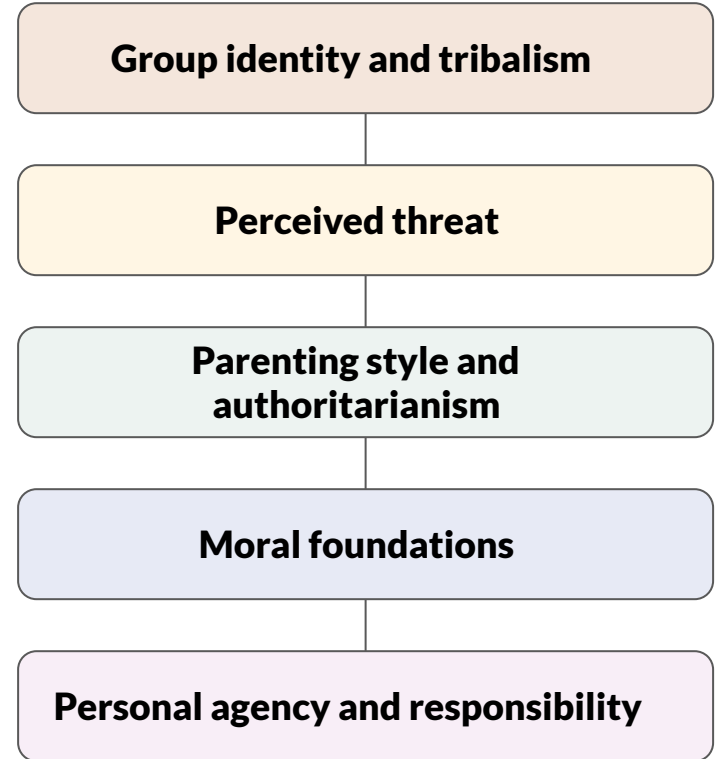 Group identity and tribalism
Perceived threat
Parenting style and
authoritarianism
Moral foundations
Personal agency and responsibility